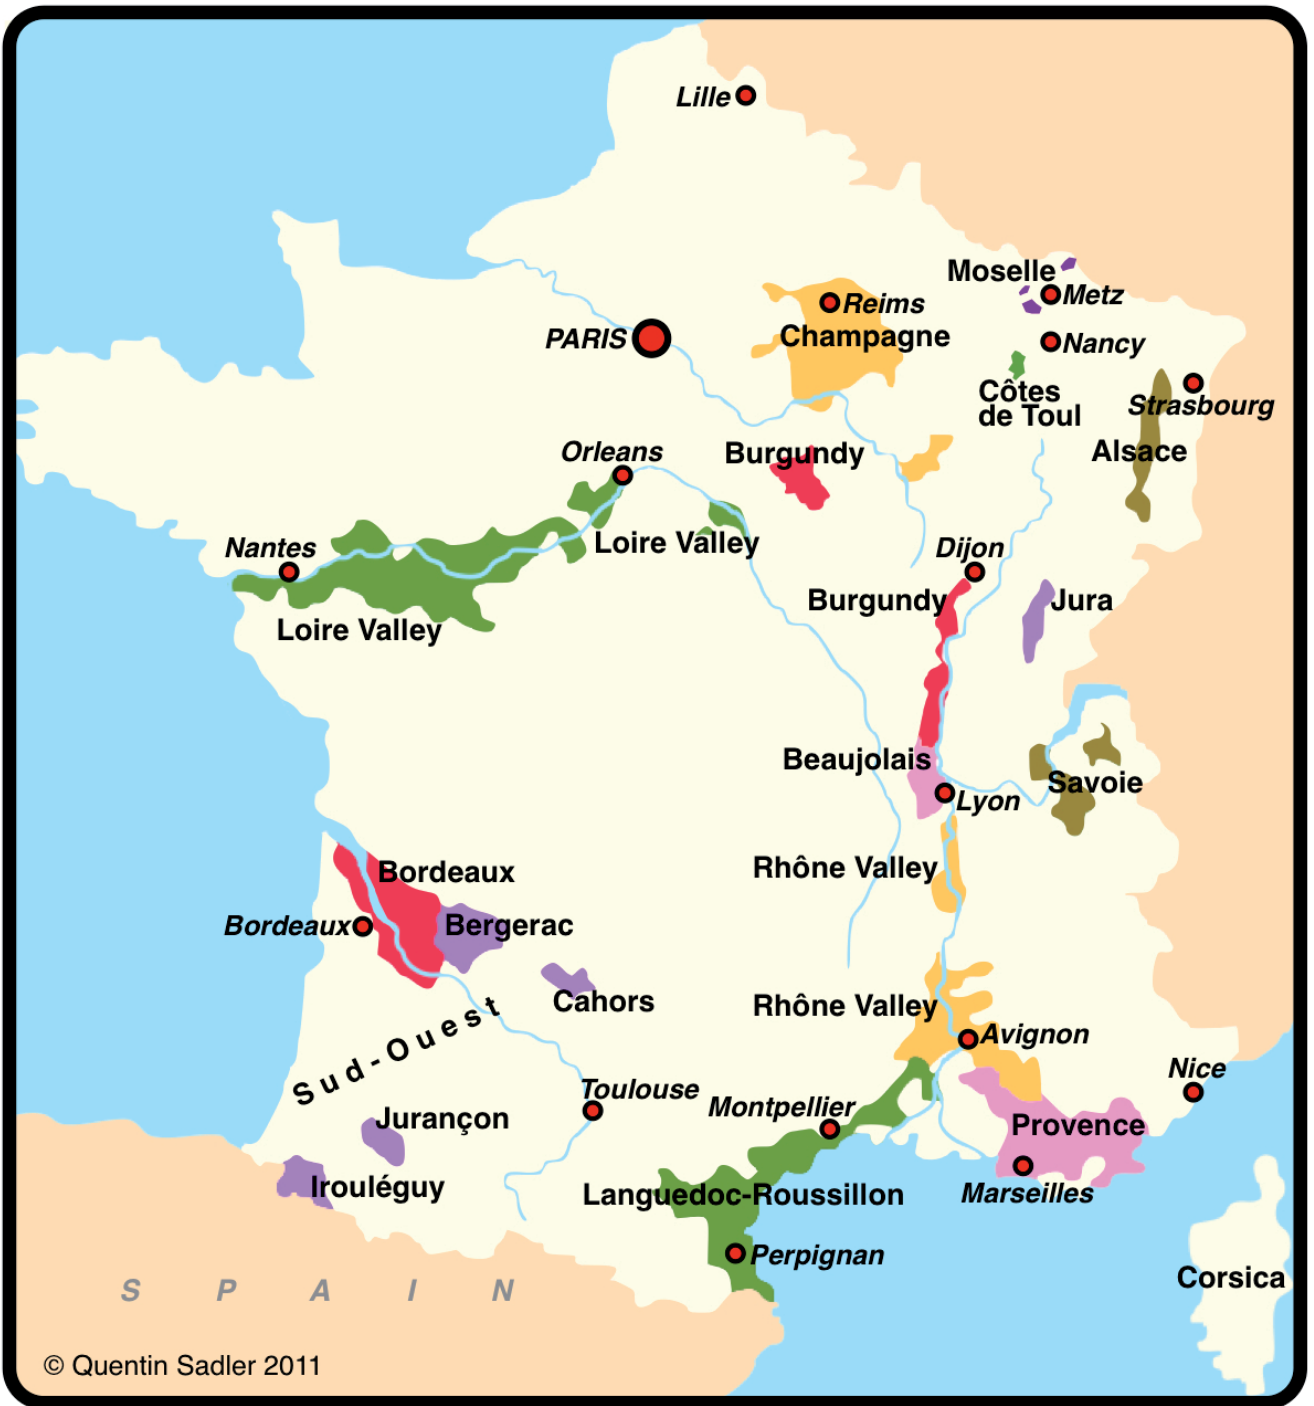 Lille
Moselle
Metz
Reims
Champagne
PARIS
Nancy
Côtes
de Toul
Strasbourg
Alsace
Orleans
Burgundy
Loire Valley
Nantes
Dijon
Burgundy
Jura
Loire Valley
Beaujolais
Savoie
Lyon
Rhône Valley
Bordeaux
Bordeaux
Bergerac
Cahors
Rhône Valley
Avignon
Sud-Ouest
Nice
Toulouse
Montpellier
Jurançon
Provence
Irouléguy
Languedoc-Roussillon
Marseilles
Perpignan
Corsica
SPAIN
© Quentin Sadler 2011